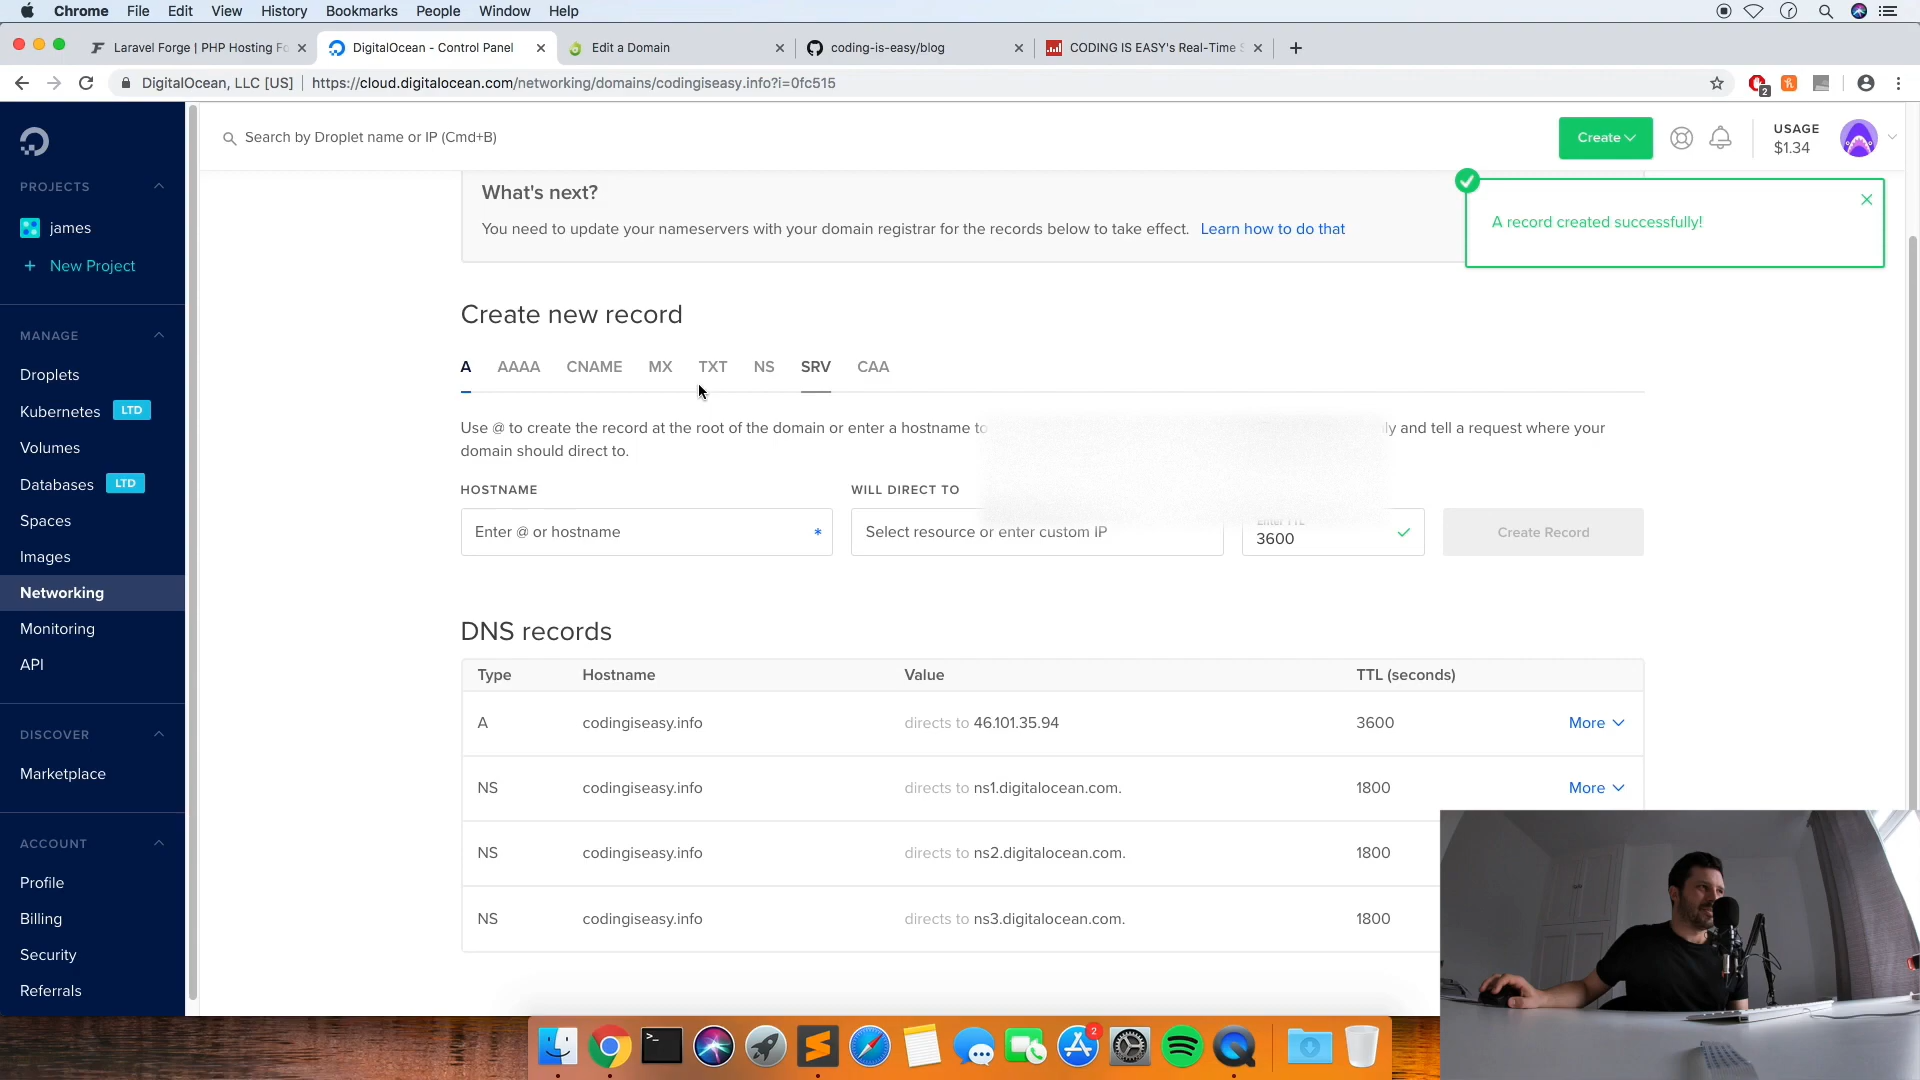 Chrome File Edit View History Bookmarks People Window Help
Laravel Forge | PHP Hosting Fo
DigitalOcean - Control Panel
Edit a Domain
coding-is-easy/blog
CODING IS EASY's Real-Time S
DigitalOcean, LLC [US] https://cloud.digitalocean.com/networking/domains/codingiseasy.info?i=0fc515
2
Search by Droplet name or IP (Cmd+B)
Create
USAGE
$1.34
PROJECTS
james
+ New Project
MANAGE
Droplets
Kubernetes LTD
Volumes
Databases LTD
Spaces
Images
Networking
Monitoring
API
DISCOVER
Marketplace
ACCOUNT
Profile
Billing
Security
Referrals
What's next?
You need to update your nameservers with your domain registrar for the records below to take effect. Learn how to do that
A record created successfully!
Create new record
A AAAA CNAME MX TXT NS SRV CAA
Use @ to create the record at the root of the domain or enter a hostname to ly and tell a request where your
domain should direct to.
HOSTNAME
WILL DIRECT TO
Enter @ or hostname *
Select resource or enter custom IP
3600
Create Record
DNS records
Type Hostname Value TTL (seconds)
A codingiseasy.info directs to 46.101.35.94 3600 More
NS codingiseasy.info directs to ns1.digitalocean.com. 1800 More
NS codingiseasy.info directs to ns2.digitalocean.com. 1800
NS codingiseasy.info directs to ns3.digitalocean.com. 1800
2